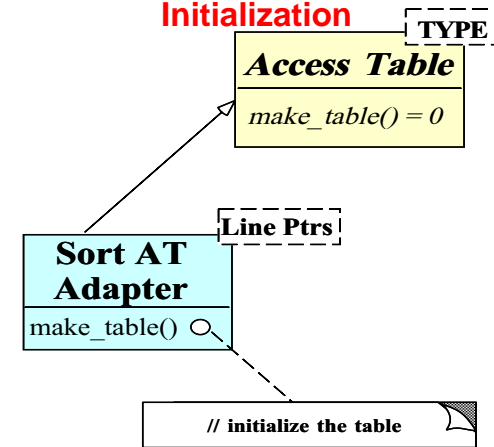 Initialization
TYPE
Access Table
make_table() = 0
Line Ptrs
Sort AT
Adapter
make_table()
// initialize the table